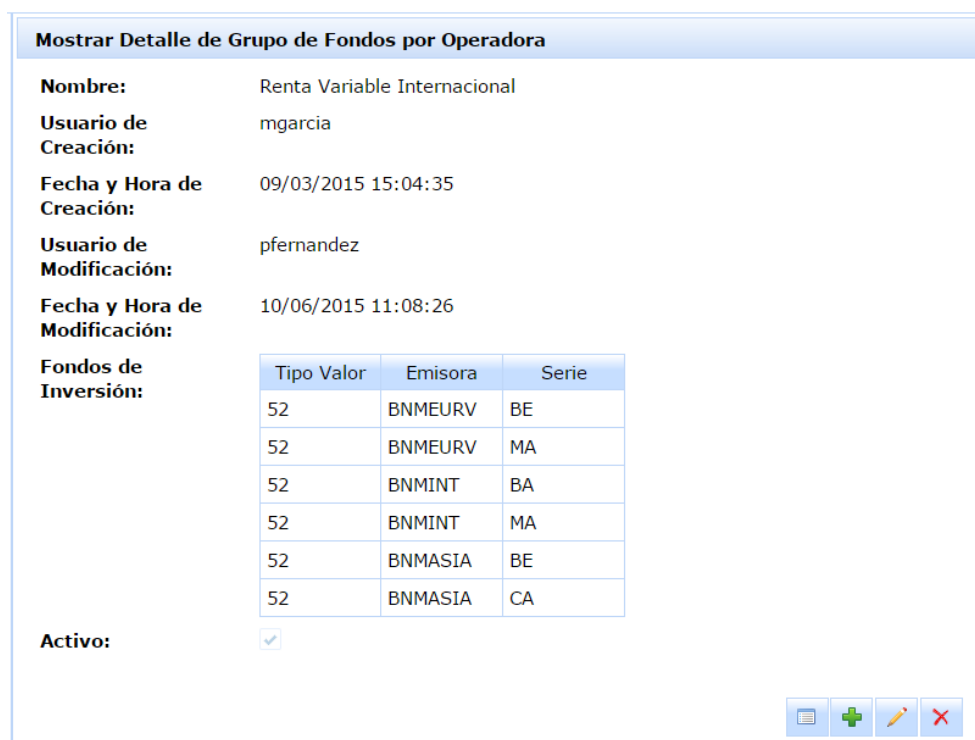 Mostrar Detalle de Grupo de Fondos por Operadora
Nombre: Renta Variable Internacional
Usuario de Creación: mgarcia
Fecha y Hora de Creación: 09/03/2015 15:04:35
Usuario de Modificación: pfernandez
Fecha y Hora de Modificación: 10/06/2015 11:08:26
Fondos de Inversión:
Tipo Valor Emisora Serie
52 BNMEURV BE
52 BNMEURV MA
52 BNMINT BA
52 BNMINT MA
52 BNMASIA BE
52 BNMASIA CA
Activo: